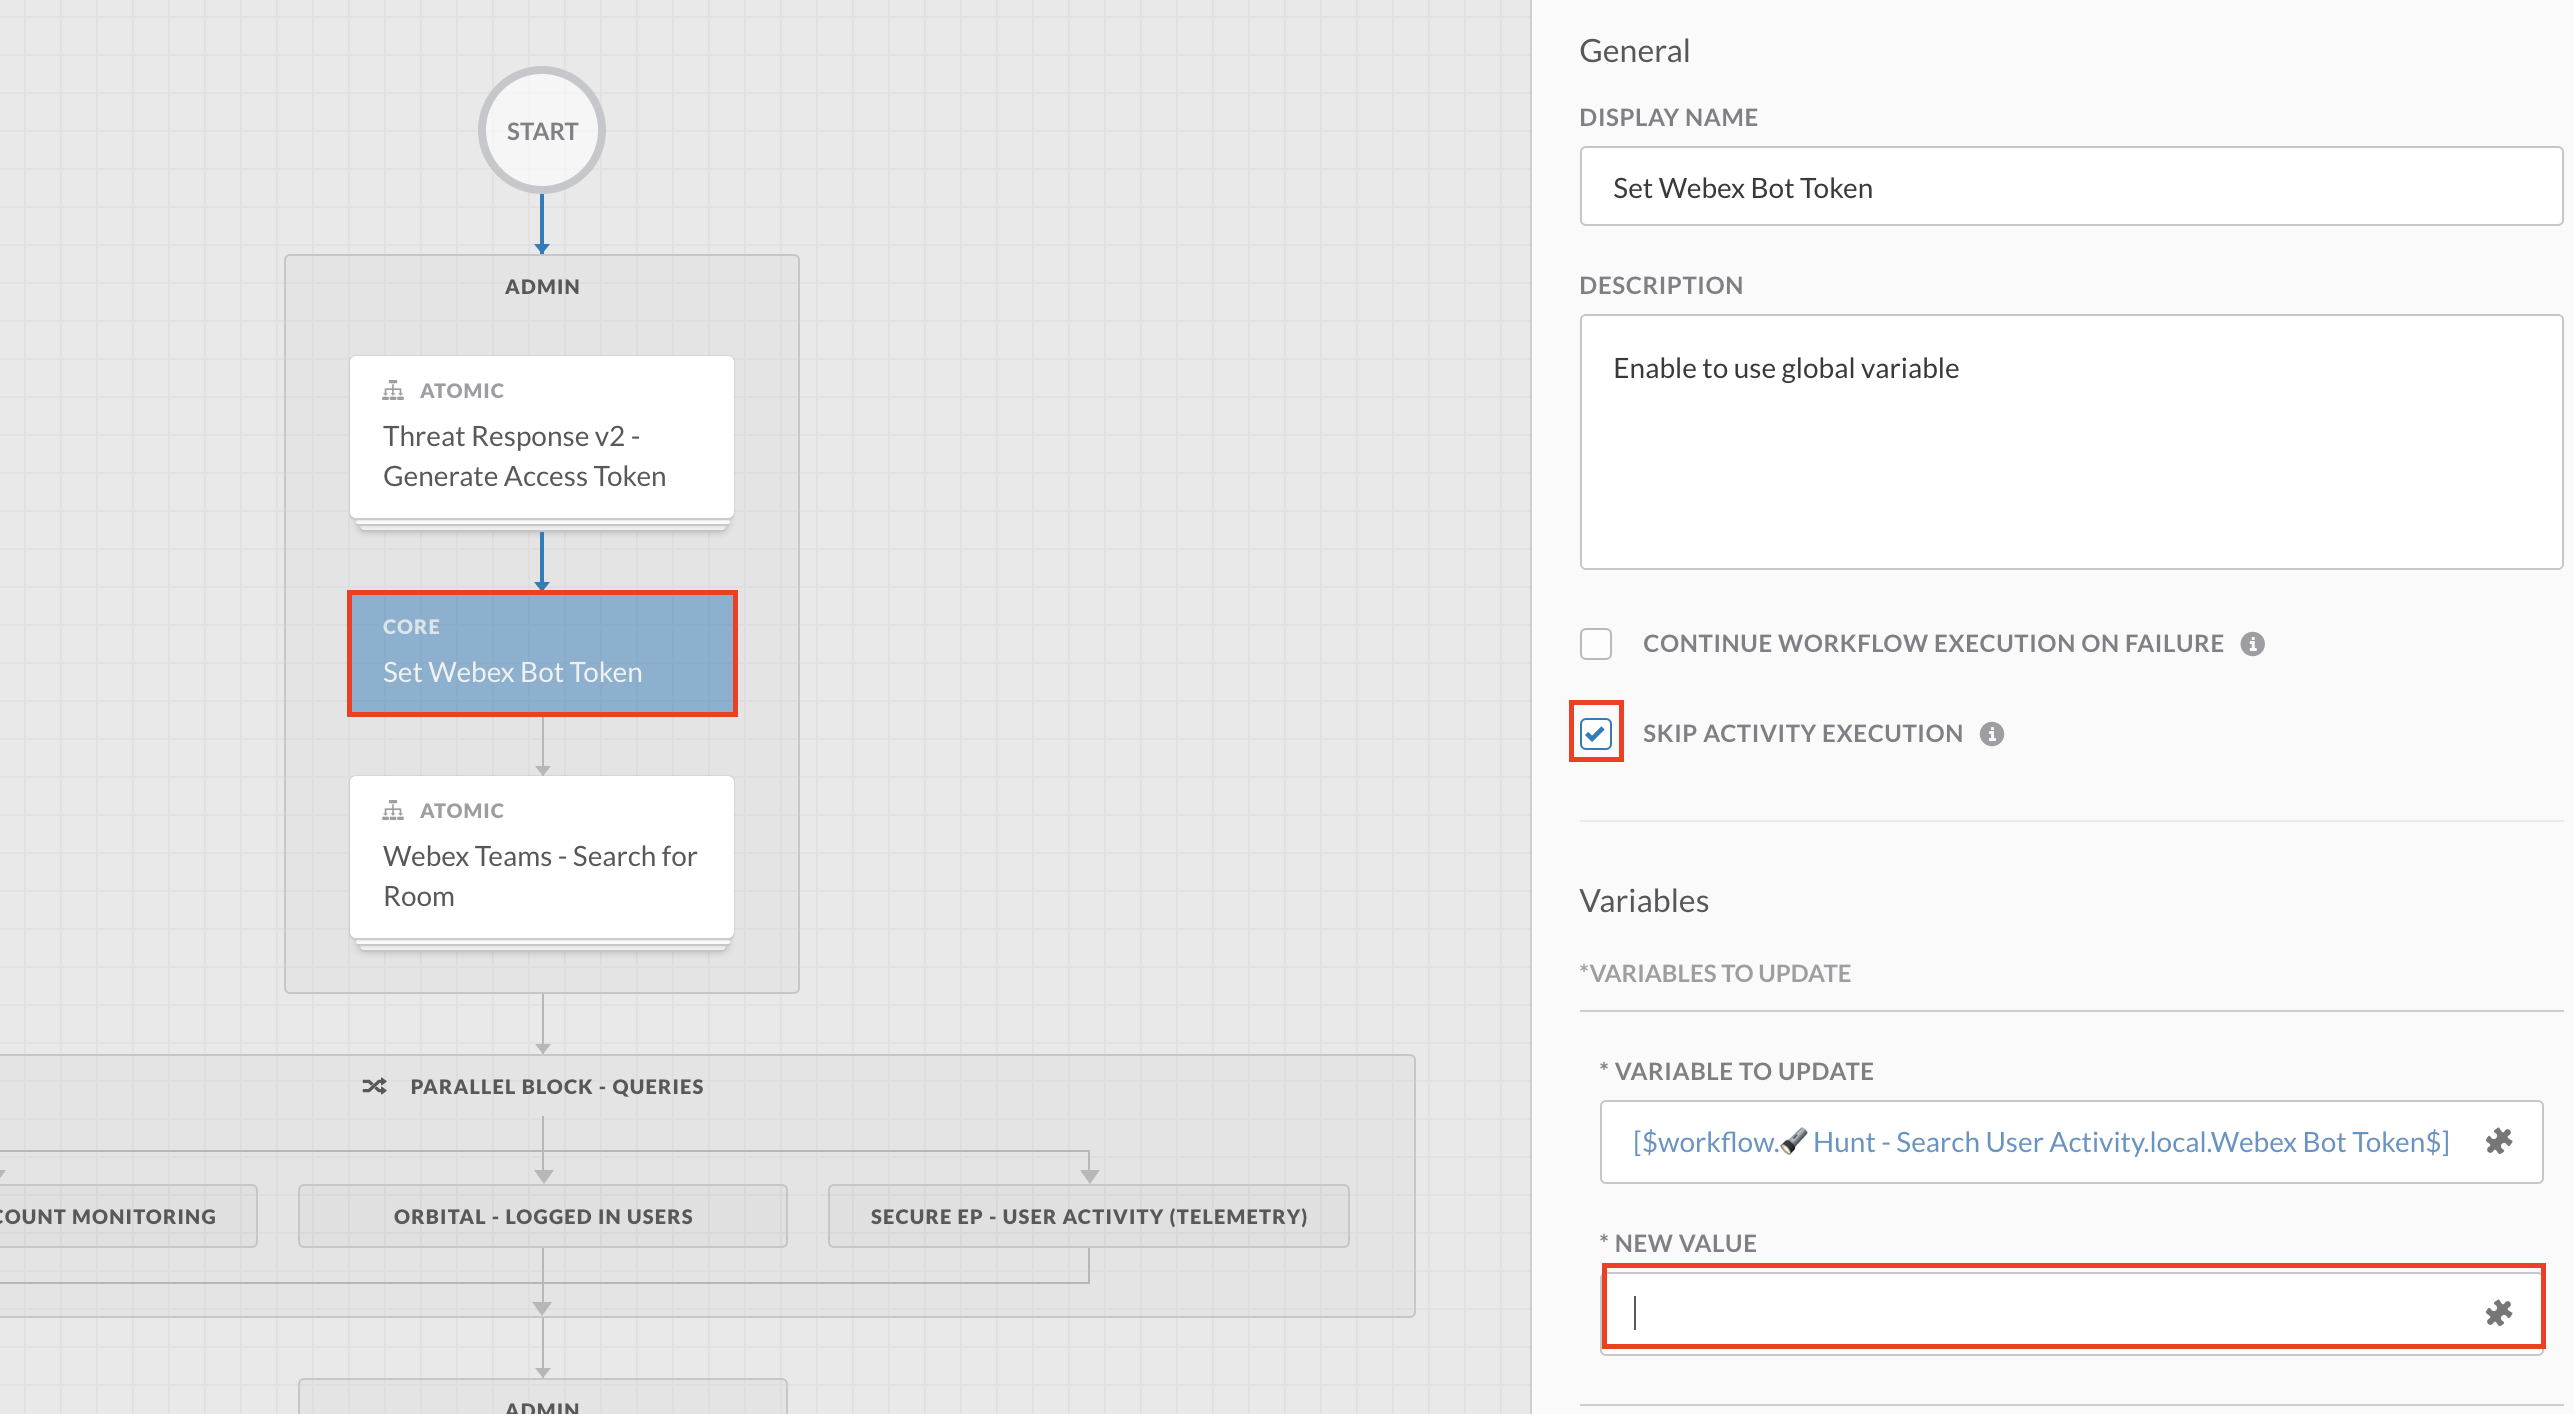 START
ADMIN
ATOMIC
Threat Response v2 -
Generate Access Token
CORE
Set Webex Bot Token
ATOMIC
Webex Teams - Search for
Room
PARALLEL BLOCK - QUERIES
COUNT MONITORING
ORBITAL - LOGGED IN USERS
SECURE EP - USER ACTIVITY (TELEMETRY)
ADMIN
General
DISPLAY NAME
Set Webex Bot Token
DESCRIPTION
Enable to use global variable
CONTINUE WORKFLOW EXECUTION ON FAILURE
SKIP ACTIVITY EXECUTION
Variables
*VARIABLES TO UPDATE
* VARIABLE TO UPDATE
[$workflow.🔦 Hunt - Search User Activity.local.Webex Bot Token$]
* NEW VALUE